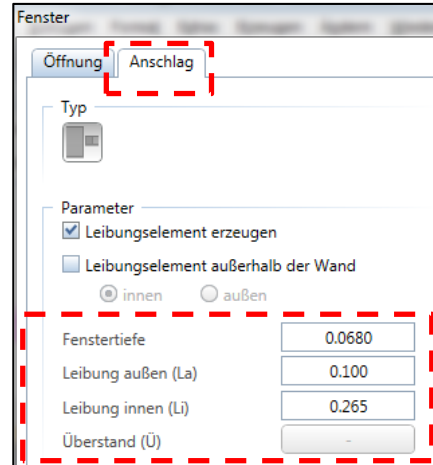 Fenster
Öffnung Anschlag
Typ
Parameter
Leibungselement erzeugen
Leibungselement außerhalb der Wand
innen außen
Fenstertiefe 0.0680
Leibung außen (La) 0.100
Leibung innen (Li) 0.265
Überstand (Ü) -